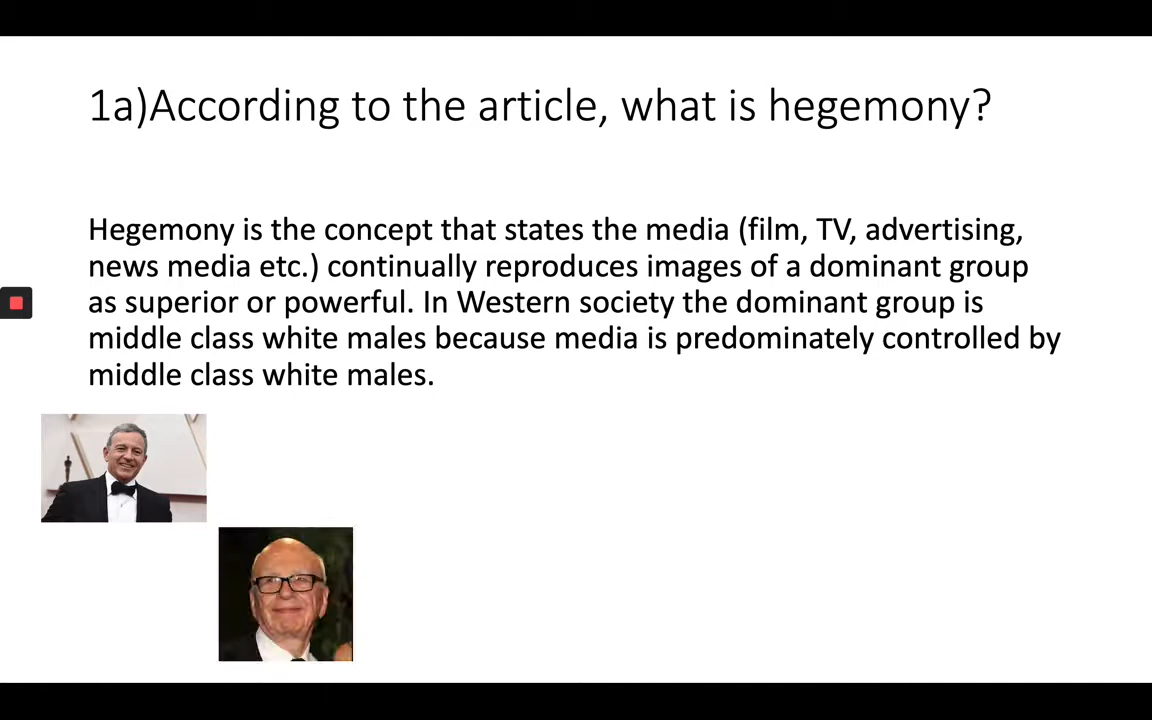 1a)According to the article, what is hegemony?
Hegemony is the concept that states the media (film, TV, advertising,
news media etc.) continually reproduces images of a dominant group
as superior or powerful. In Western society the dominant group is
middle class white males because media is predominately controlled by
middle class white males.